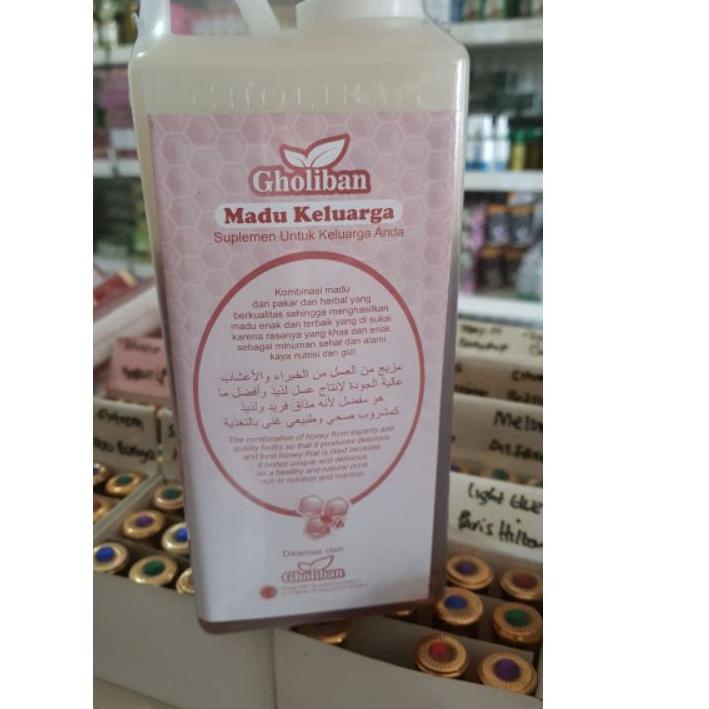 GHOLIBAN
Gholiban
Madu Keluarga
Suplemen Untuk Keluarga Anda
Kombinasi madu
dari pakar dan herbal yang
berkualitas sehingga menghasilkan
madu enak dan terbaik yang di sukai
karena rasanya yang khas dan enak
sebagai minuman sehat dan alami
kaya nutrisi dan gizi
مزيج من العسل من الخبراء والأعشاب
عالية الجودة لإنتاج عسل لذيذ وأفضل ما
هو مفضل لأنه مذاق فريد ولذيذ
كمشروب صحي وطبيعي غني بالتغذية
The combination of honey from experts and
quality herbs so that it produces delicious
and best honey that is liked because
it tastes unique and delicious
as a healthy and natural drink
rich in nutrition and nutrition
Dikemas oleh
Gholiban
Light Blue
Paris Hilton